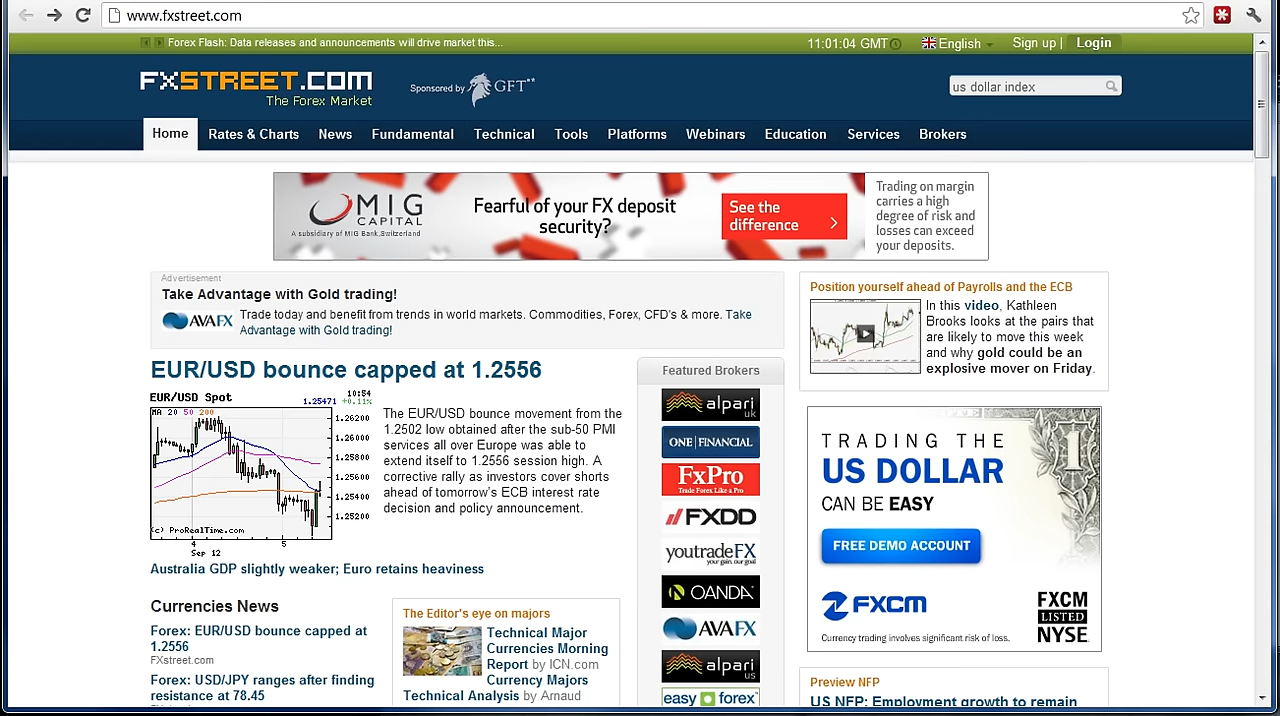 www.fxstreet.com
Forex Flash: Data releases and announcements will drive market this...
11:01:04 GMT
English
Sign up |
Login
FXSTREET.COM
The Forex Market
Sponsored by GFT
us dollar index
Home
Rates & Charts
News
Fundamental
Technical
Tools
Platforms
Webinars
Education
Services
Brokers
MIG
CAPITAL
A subsidiary of MIG Bank, Switzerland
Fearful of your FX deposit
security?
See the
difference
Trading on margin
carries a high
degree of risk and
losses can exceed
your deposits.
Advertisement
Take Advantage with Gold trading!
AVAFX
Trade today and benefit from trends in world markets. Commodities, Forex, CFD's & more. Take
Advantage with Gold trading!
EUR/USD bounce capped at 1.2556
EUR/USD Spot
10:54
1.25471 +0.11%
MA 20 50 200
1.26200
1.26000
1.25800
1.25600
1.25400
1.25200
(c) ProRealTime.com
4
5
Sep 12
The EUR/USD bounce movement from the
1.2502 low obtained after the sub-50 PMI
services all over Europe was able to
extend itself to 1.2556 session high. A
corrective rally as investors cover shorts
ahead of tomorrow's ECB interest rate
decision and policy announcement.
Australia GDP slightly weaker; Euro retains heaviness
Currencies News
Forex: EUR/USD bounce capped at
1.2556
FXstreet.com
Forex: USD/JPY ranges after finding
resistance at 78.45
The Editor's eye on majors
Technical Major
Currencies Morning
Report by ICN.com
Currency Majors
Technical Analysis by Arnaud
Featured Brokers
alpari
uk
ONE | FINANCIAL
FxPro
Trade Forex Like a Pro
FXDD
youtradeFX
your gain, our goal
OANDA
AVAFX
alpari
us
easy forex
Position yourself ahead of Payrolls and the ECB
In this video, Kathleen
Brooks looks at the pairs that
are likely to move this week
and why gold could be an
explosive mover on Friday.
TRADING THE
US DOLLAR
CAN BE EASY
FREE DEMO ACCOUNT
FXCM
FXCM
LISTED
NYSE
Currency trading involves significant risk of loss.
Preview NFP
US NFP: Employment growth to remain